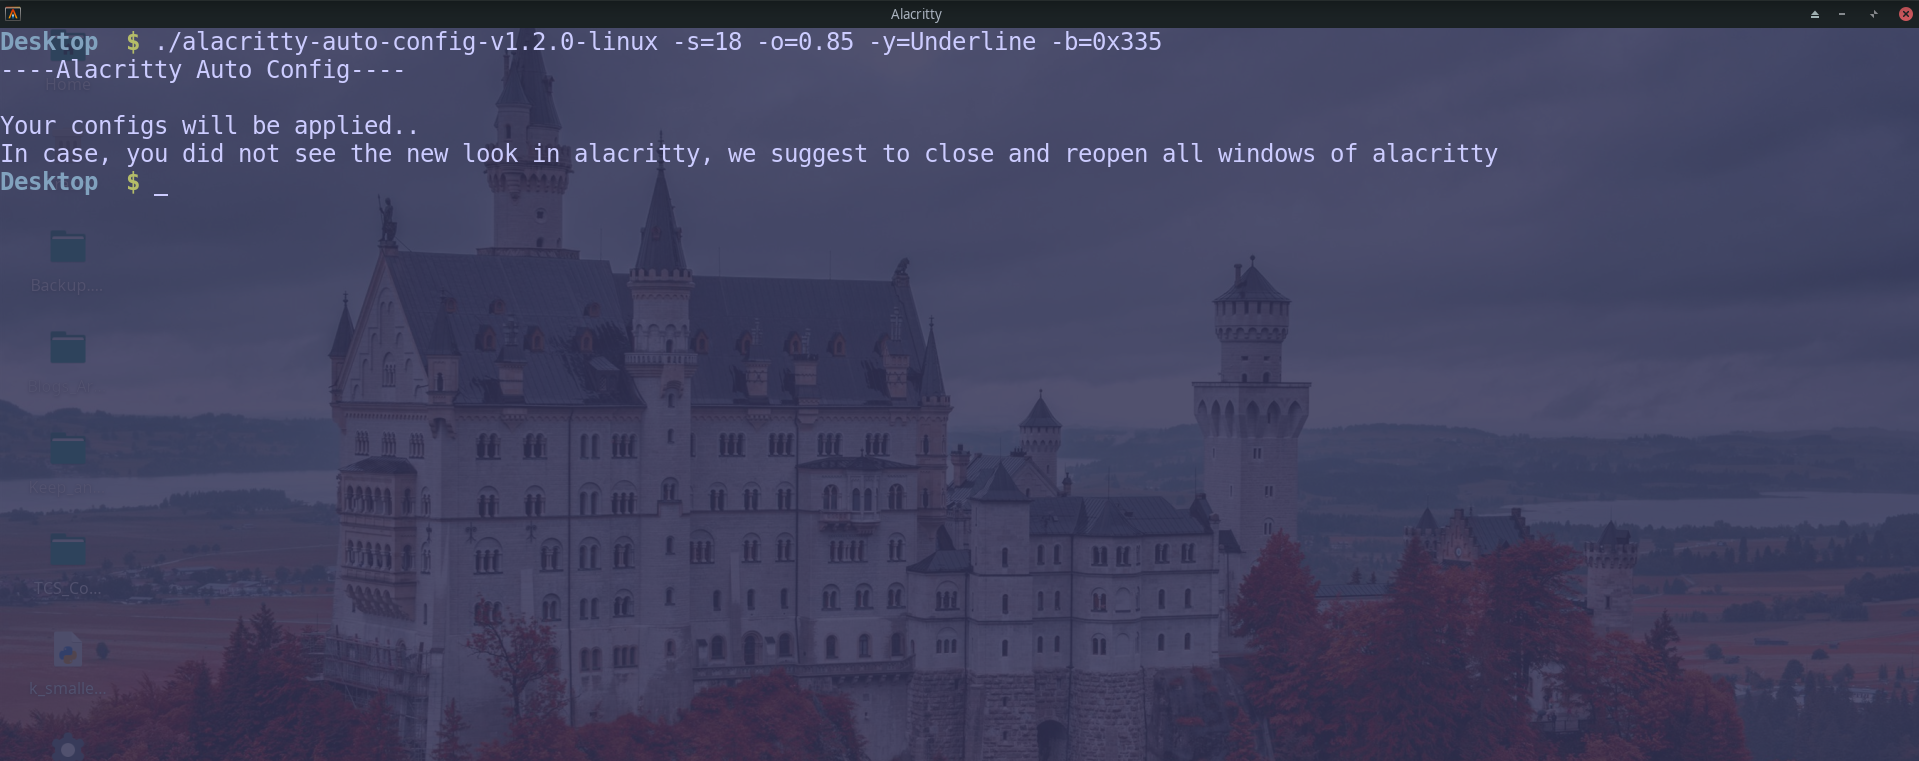 Alacritty
Desktop  $ ./alacritty-auto-config-v1.2.0-linux -s=18 -o=0.85 -y=Underline -b=0x335
----Alacritty Auto Config----
Home
Your configs will be applied..
In case, you did not see the new look in alacritty, we suggest to close and reopen all windows of alacritty
Desktop  $ _
Backup....
TCS_Co...
k_smalle...